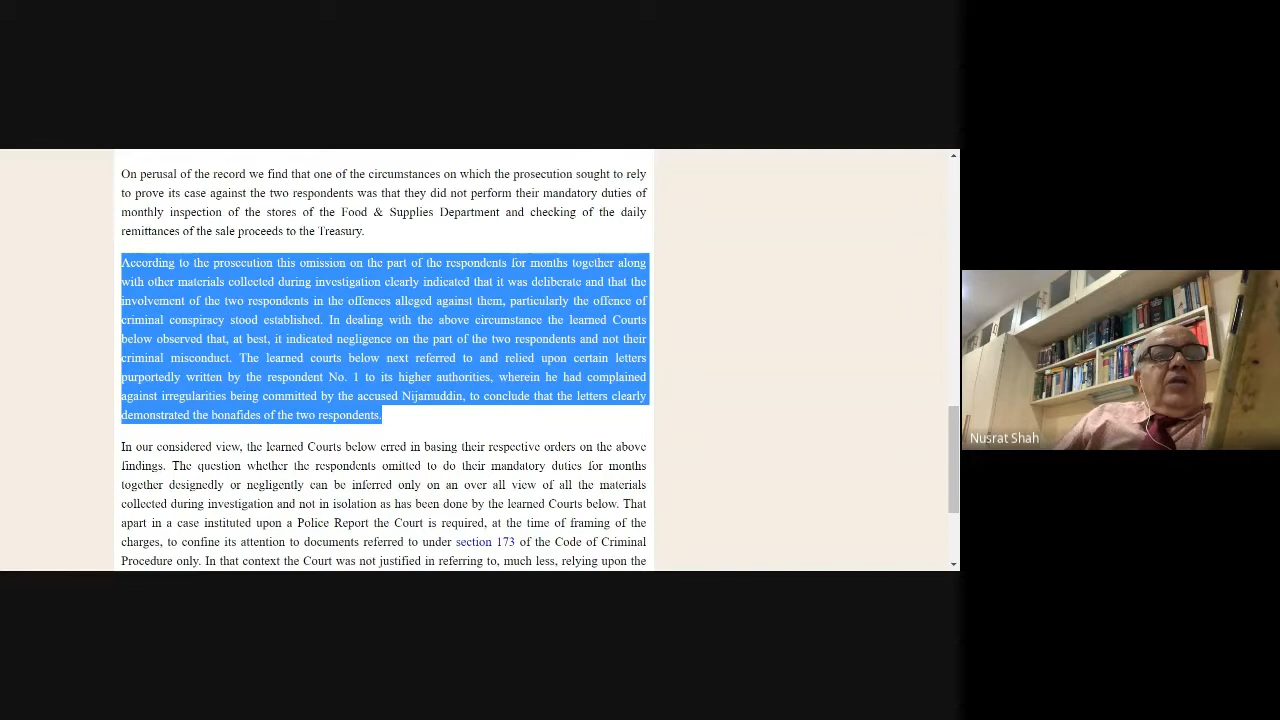 On perusal of the record we find that one of the circumstances on which the prosecution sought to rely
to prove its case against the two respondents was that they did not perform their mandatory duties of
monthly inspection of the stores of the Food & Supplies Department and checking of the daily
remittances of the sale proceeds to the Treasury.
According to the prosecution this omission on the part of the respondents for months together along
with other materials collected during investigation clearly indicated that it was deliberate and that the
involvement of the two respondents in the offences alleged against them, particularly the offence of
criminal conspiracy stood established. In dealing with the above circumstance the learned Courts
below observed that, at best, it indicated negligence on the part of the two respondents and not their
criminal misconduct. The learned courts below next referred to and relied upon certain letters
purportedly written by the respondent No. 1 to its higher authorities, wherein he had complained
against irregularities being committed by the accused Nijamuddin, to conclude that the letters clearly
demonstrated the bonafides of the two respondents.
In our considered view, the learned Courts below erred in basing their respective orders on the above
findings. The question whether the respondents omitted to do their mandatory duties for months
together designedly or negligently can be inferred only on an over all view of all the materials
collected during investigation and not in isolation as has been done by the learned Courts below. That
apart in a case instituted upon a Police Report the Court is required, at the time of framing of the
charges, to confine its attention to documents referred to under section 173 of the Code of Criminal
Procedure only. In that context the Court was not justified in referring to, much less, relying upon the
Nusrat Shah